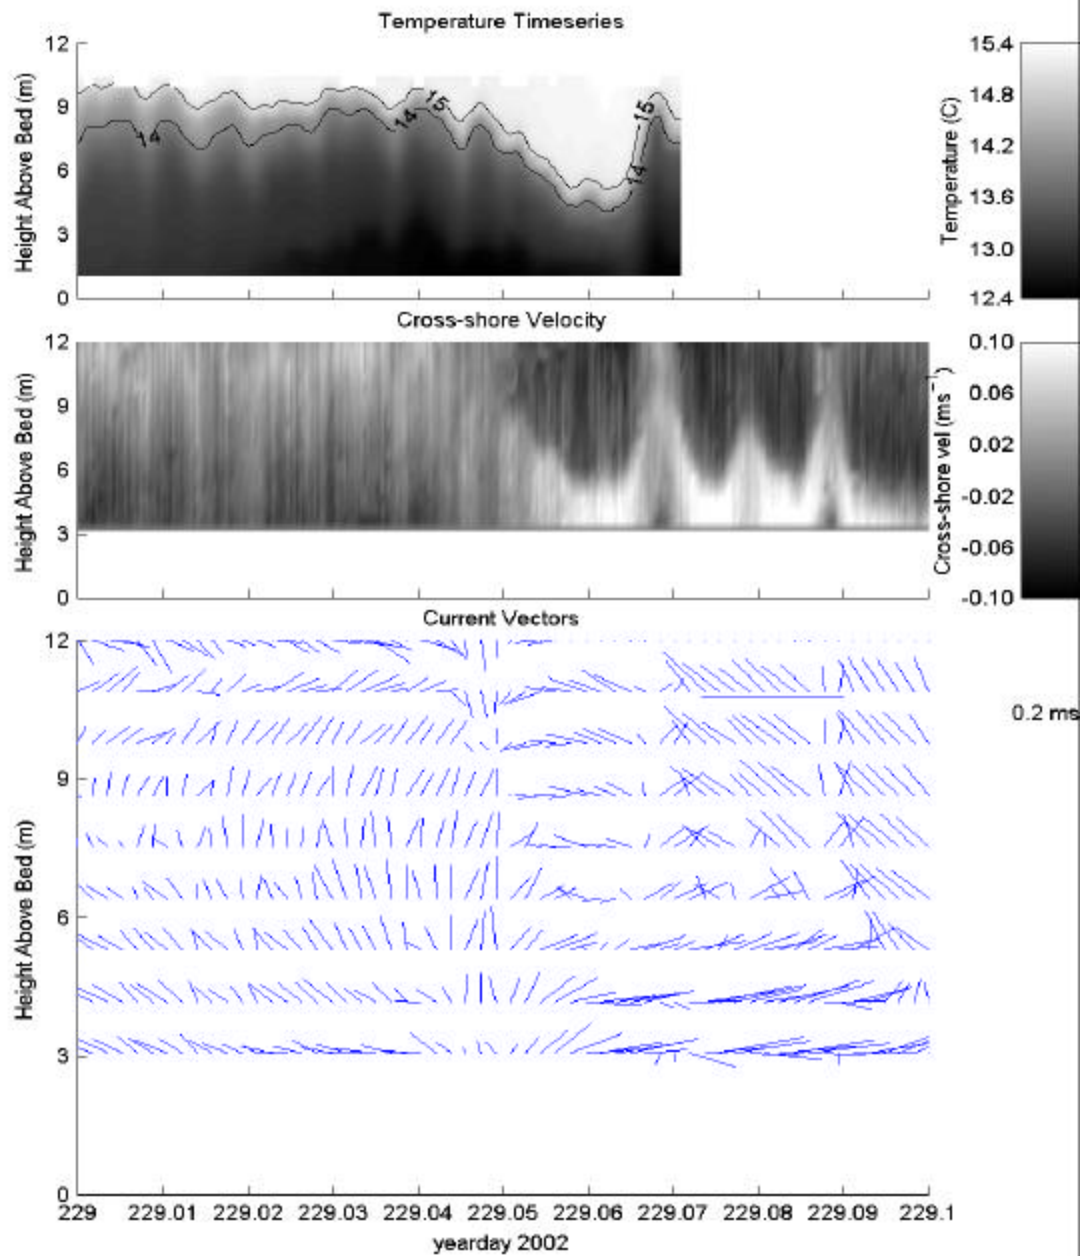 Temperature Timeseries
Height Above Bed (m)
12
9
6
3
0
14
14
15
14
15
Temperature (C)
15.4
14.8
14.2
13.6
13.0
12.4
Cross-shore Velocity
Height Above Bed (m)
12
9
6
3
0
Cross-shore vel (ms⁻¹)
0.10
0.06
0.02
-0.02
-0.06
-0.10
Current Vectors
Height Above Bed (m)
12
9
6
3
0
0.2 ms
229 229.01 229.02 229.03 229.04 229.05 229.06 229.07 229.08 229.09 229.1
yearday 2002